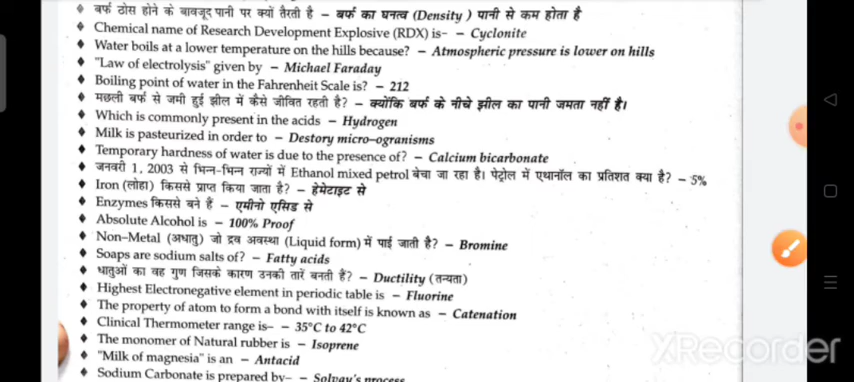 ♦ बर्फ ठोस होने के बावजूद पानी पर क्यों तैरती है – बर्फ का घनत्व (Density) पानी से कम होता है
♦ Chemical name of Research Development Explosive (RDX) is- – Cyclonite
♦ Water boils at a lower temperature on the hills because? – Atmospheric pressure is lower on hills
♦ "Law of electrolysis" given by – Michael Faraday
♦ Boiling point of water in the Fahrenheit Scale is? – 212
♦ मछली बर्फ से जमी हुई झील में कैसे जीवित रहती है? – क्योंकि बर्फ के नीचे झील का पानी जमता नहीं है।
♦ Which is commonly present in the acids – Hydrogen
♦ Milk is pasteurized in order to – Destory micro-ogranisms
♦ Temporary hardness of water is due to the presence of? – Calcium bicarbonate
♦ जनवरी 1, 2003 से भिन्न-भिन्न राज्यों में Ethanol mixed petrol बेचा जा रहा है। पेट्रोल में एथानॉल का प्रतिशत क्या है? – 5%
♦ Iron (लोहा) किससे प्राप्त किया जाता है? – हेमेटाइट से
♦ Enzymes किससे बने हैं – एमीनो एसिड से
♦ Absolute Alcohol is – 100% Proof
♦ Non-Metal (अधातु) जो द्रव अवस्था (Liquid form) में पाई जाती है? – Bromine
♦ Soaps are sodium salts of? – Fatty acids
♦ धातुओं का वह गुण जिसके कारण उनकी तारें बनती हैं? – Ductility (तन्यता)
♦ Highest Electronegative element in periodic table is – Fluorine
♦ The property of atom to form a bond with itself is known as – Catenation
♦ Clinical Thermometer range is- – 35°C to 42°C
♦ The monomer of Natural rubber is – Isoprene
♦ "Milk of magnesia" is an – Antacid
♦ Sodium Carbonate is prepared by- – Solvay's process
XRecorder